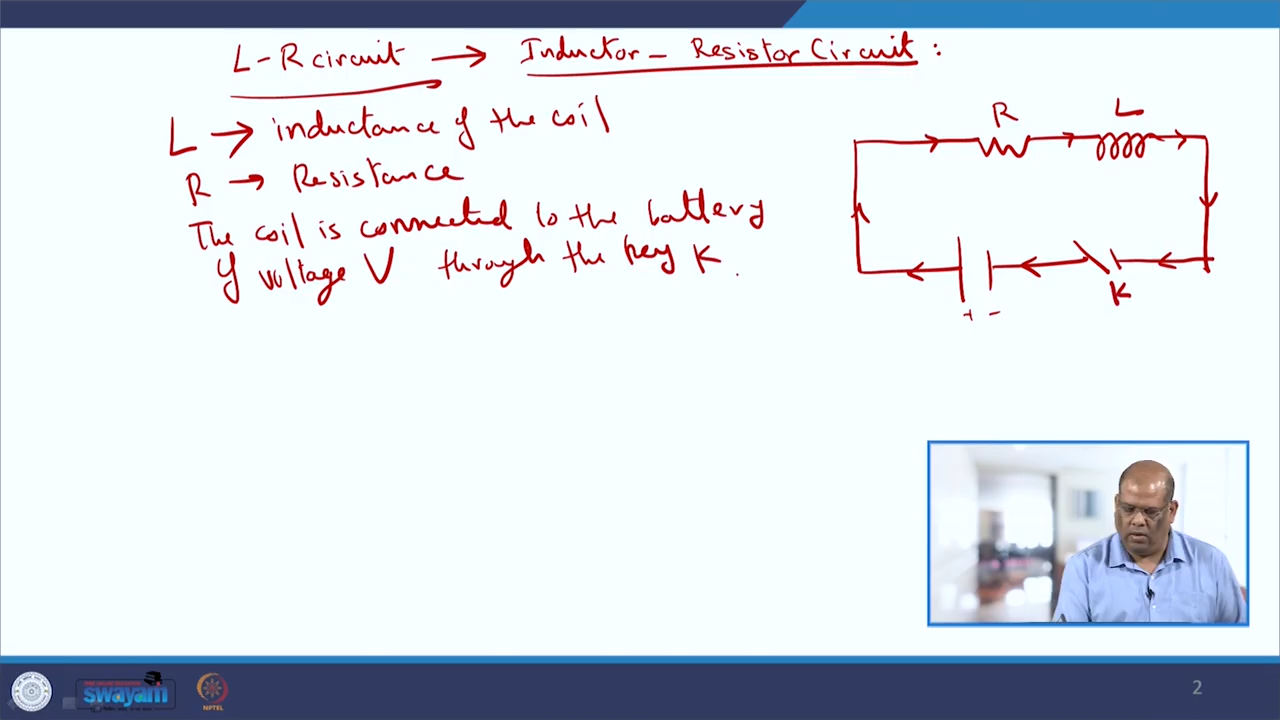 L-R circuit → Inductor - Resistor Circuit :
L → inductance of the coil
R → Resistance
The coil is connected to the battery
of voltage V through the key K.
R
L
K
+ -
swayam
NPTEL
2